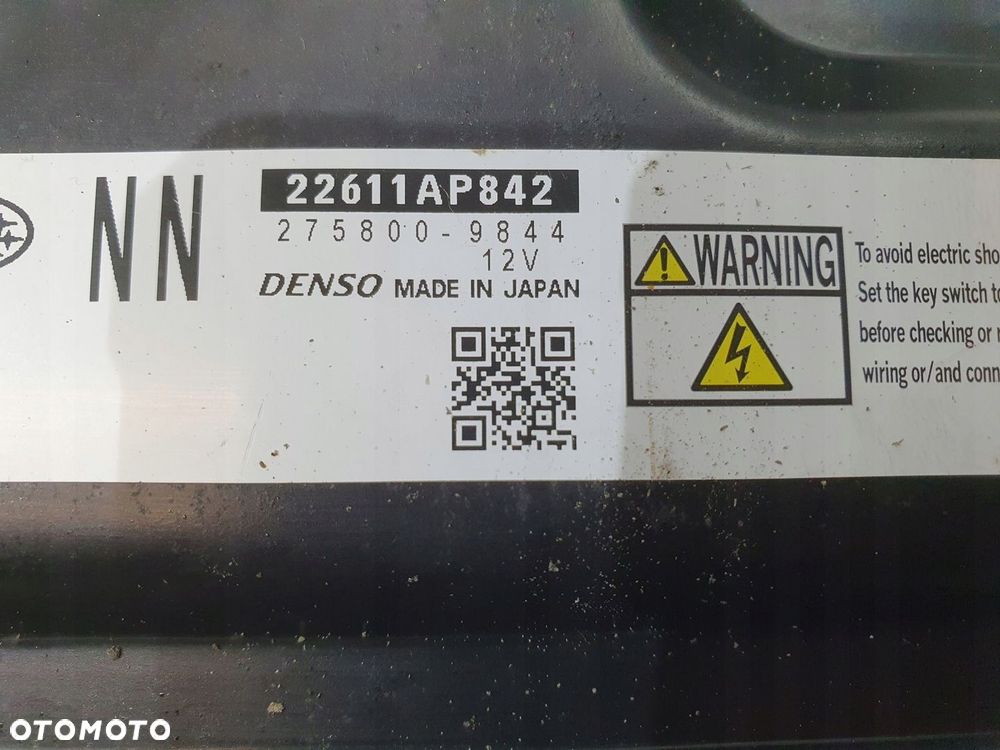 NN
22611AP842
275800-9844
12V
DENSO MADE IN JAPAN
WARNING
To avoid electric sho
Set the key switch to
before checking or
wiring or/and conn
OTOMOTO